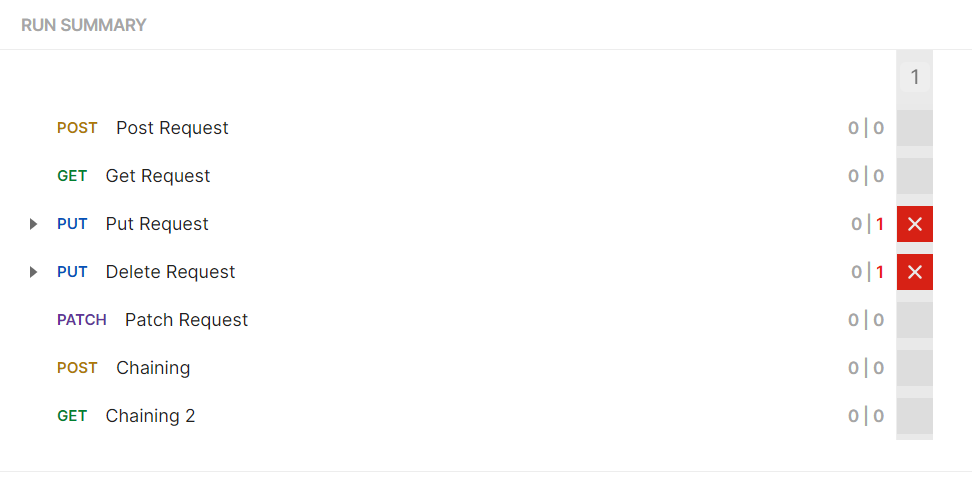 RUN SUMMARY
1
POST Post Request 0|0
GET Get Request 0|0
PUT Put Request 0|1
PUT Delete Request 0|1
PATCH Patch Request 0|0
POST Chaining 0|0
GET Chaining 2 0|0